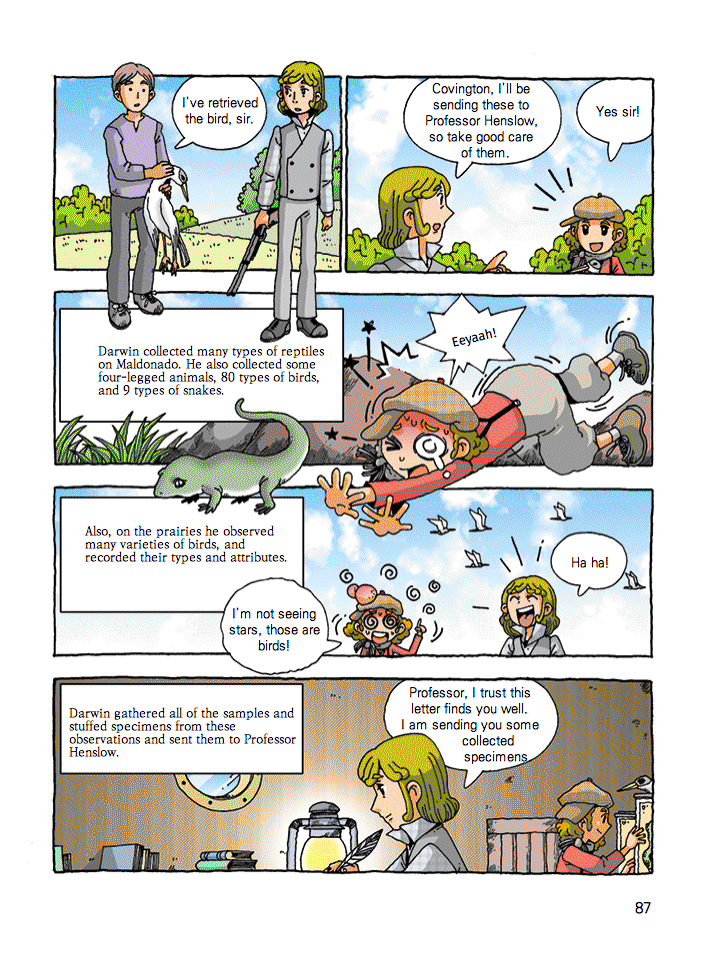 I've retrieved
the bird, sir.
Covington, I'll be
sending these to
Professor Henslow,
so take good care
of them.
Yes sir!
Darwin collected many types of reptiles
on Maldonado. He also collected some
four-legged animals, 80 types of birds,
and 9 types of snakes.
Eeyaah!
Also, on the prairies he observed
many varieties of birds, and
recorded their types and attributes.
I'm not seeing
stars, those are
birds!
Ha ha!
Darwin gathered all of the samples and
stuffed specimens from these
observations and sent them to Professor
Henslow.
Professor, I trust this
letter finds you well.
I am sending you some
collected
specimens
87